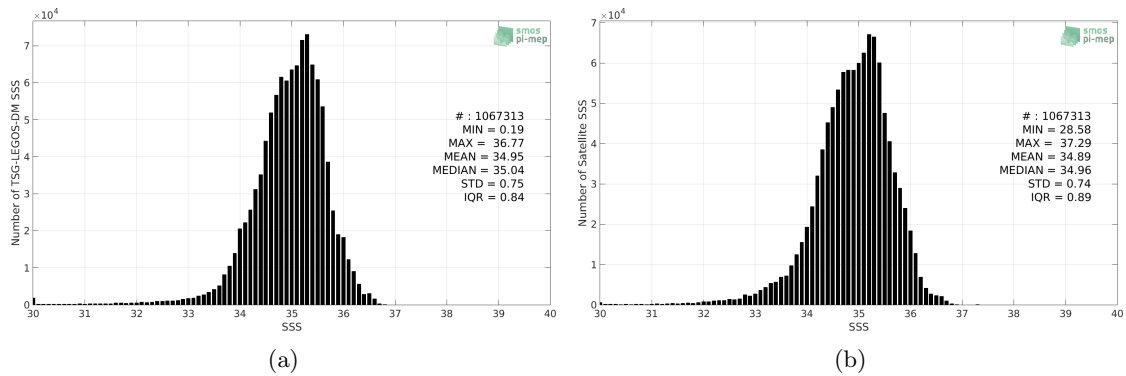 ×10⁴
smos
pi-mep
Number of TSG-LEGOS-DM SSS
7
6
5
4
3
2
1
0
# : 1067313
MIN = 0.19
MAX = 36.77
MEAN = 34.95
MEDIAN = 35.04
STD = 0.75
IQR = 0.84
30 31 32 33 34 35 36 37 38 39 40
SSS
(a)
×10⁴
smos
pi-mep
Number of Satellite SSS
7
6
5
4
3
2
1
0
# : 1067313
MIN = 28.58
MAX = 37.29
MEAN = 34.89
MEDIAN = 34.96
STD = 0.74
IQR = 0.89
30 31 32 33 34 35 36 37 38 39 40
SSS
(b)